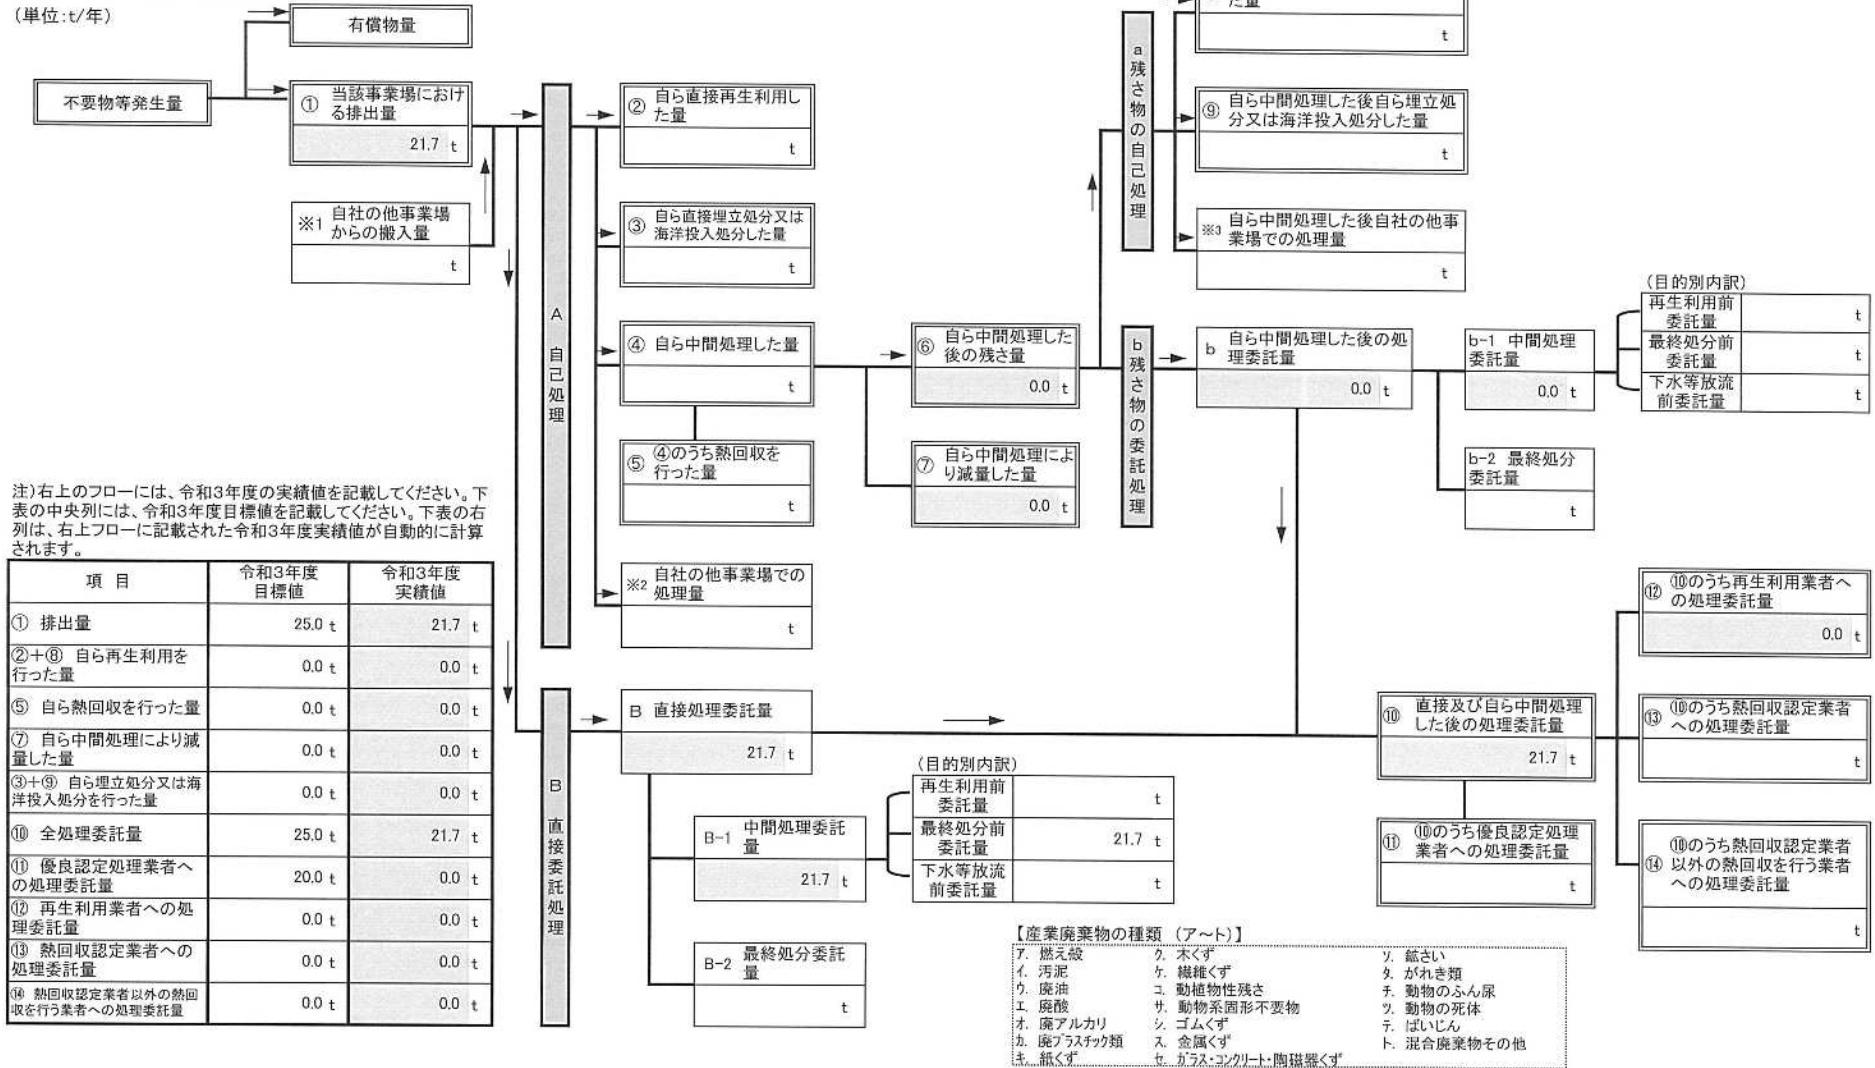 (単位:t/年)
有償物量
不要物等発生量
① 当該事業場におけ
る排出量
21.7 t
※1 自社の他事業場
からの搬入量
t
A 自己処理
② 自ら直接再生利用し
た量
t
③ 自ら直接埋立処分又は
海洋投入処分した量
t
④ 自ら中間処理した量
t
⑤ ④のうち熱回収を
行った量
t
※2 自社の他事業場での
処理量
t
⑥ 自ら中間処理した
後の残さ量
0.0 t
⑦ 自ら中間処理によ
り減量した量
0.0 t
a 残さ物の自己処理
た量
t
⑨ 自ら中間処理した後自ら埋立処
分又は海洋投入処分した量
t
※3 自ら中間処理した後自社の他事
業場での処理量
t
b 残さ物の委託処理
b 自ら中間処理した後の処
理委託量
0.0 t
b-1 中間処理
委託量
0.0 t
b-2 最終処分
委託量
t
(目的別内訳)
再生利用前
委託量 t
最終処分前
委託量 t
下水等放流
前委託量 t
注)右上のフローには、令和3年度の実績値を記載してください。下
表の中央列には、令和3年度目標値を記載してください。下表の右
列は、右上フローに記載された令和3年度実績値が自動的に計算
されます。
項 目 令和3年度 目標値 令和3年度 実績値
① 排出量 25.0 t 21.7 t
②+⑧ 自ら再生利用を
行った量 0.0 t 0.0 t
⑤ 自ら熱回収を行った量 0.0 t 0.0 t
⑦ 自ら中間処理により減
量した量 0.0 t 0.0 t
③+⑨ 自ら埋立処分又は海
洋投入処分を行った量 0.0 t 0.0 t
⑩ 全処理委託量 25.0 t 21.7 t
⑪ 優良認定処理業者へ
の処理委託量 20.0 t 0.0 t
⑫ 再生利用業者への処
理委託量 0.0 t 0.0 t
⑬ 熱回収認定業者への
処理委託量 0.0 t 0.0 t
⑭ 熱回収認定業者以外の熱回
収を行う業者への処理委託量 0.0 t 0.0 t
B 直接委託処理
B 直接処理委託量
21.7 t
B-1 中間処理委託
量
21.7 t
B-2 最終処分委託
量
t
(目的別内訳)
再生利用前
委託量 t
最終処分前
委託量 21.7 t
下水等放流
前委託量 t
⑩ 直接及び自ら中間処理
した後の処理委託量
21.7 t
⑪ ⑩のうち優良認定処理
業者への処理委託量
t
⑫ ⑩のうち再生利用業者へ
の処理委託量
0.0 t
⑬ ⑩のうち熱回収認定業者
への処理委託量
t
⑭ ⑩のうち熱回収認定業者
以外の熱回収を行う業者
への処理委託量
t
【産業廃棄物の種類 (ア〜ト)】
ア. 燃え殻
イ. 汚泥
ウ. 廃油
エ. 廃酸
オ. 廃アルカリ
カ. 廃プラスチック類
キ. 紙くず
ク. 木くず
ケ. 繊維くず
コ. 動植物性残さ
サ. 動物系固形不要物
シ. ゴムくず
ス. 金属くず
セ. ガラス・コンクリート・陶磁器くず
ソ. 鉱さい
タ. がれき類
チ. 動物のふん尿
ツ. 動物の死体
テ. ばいじん
ト. 混合廃棄物その他